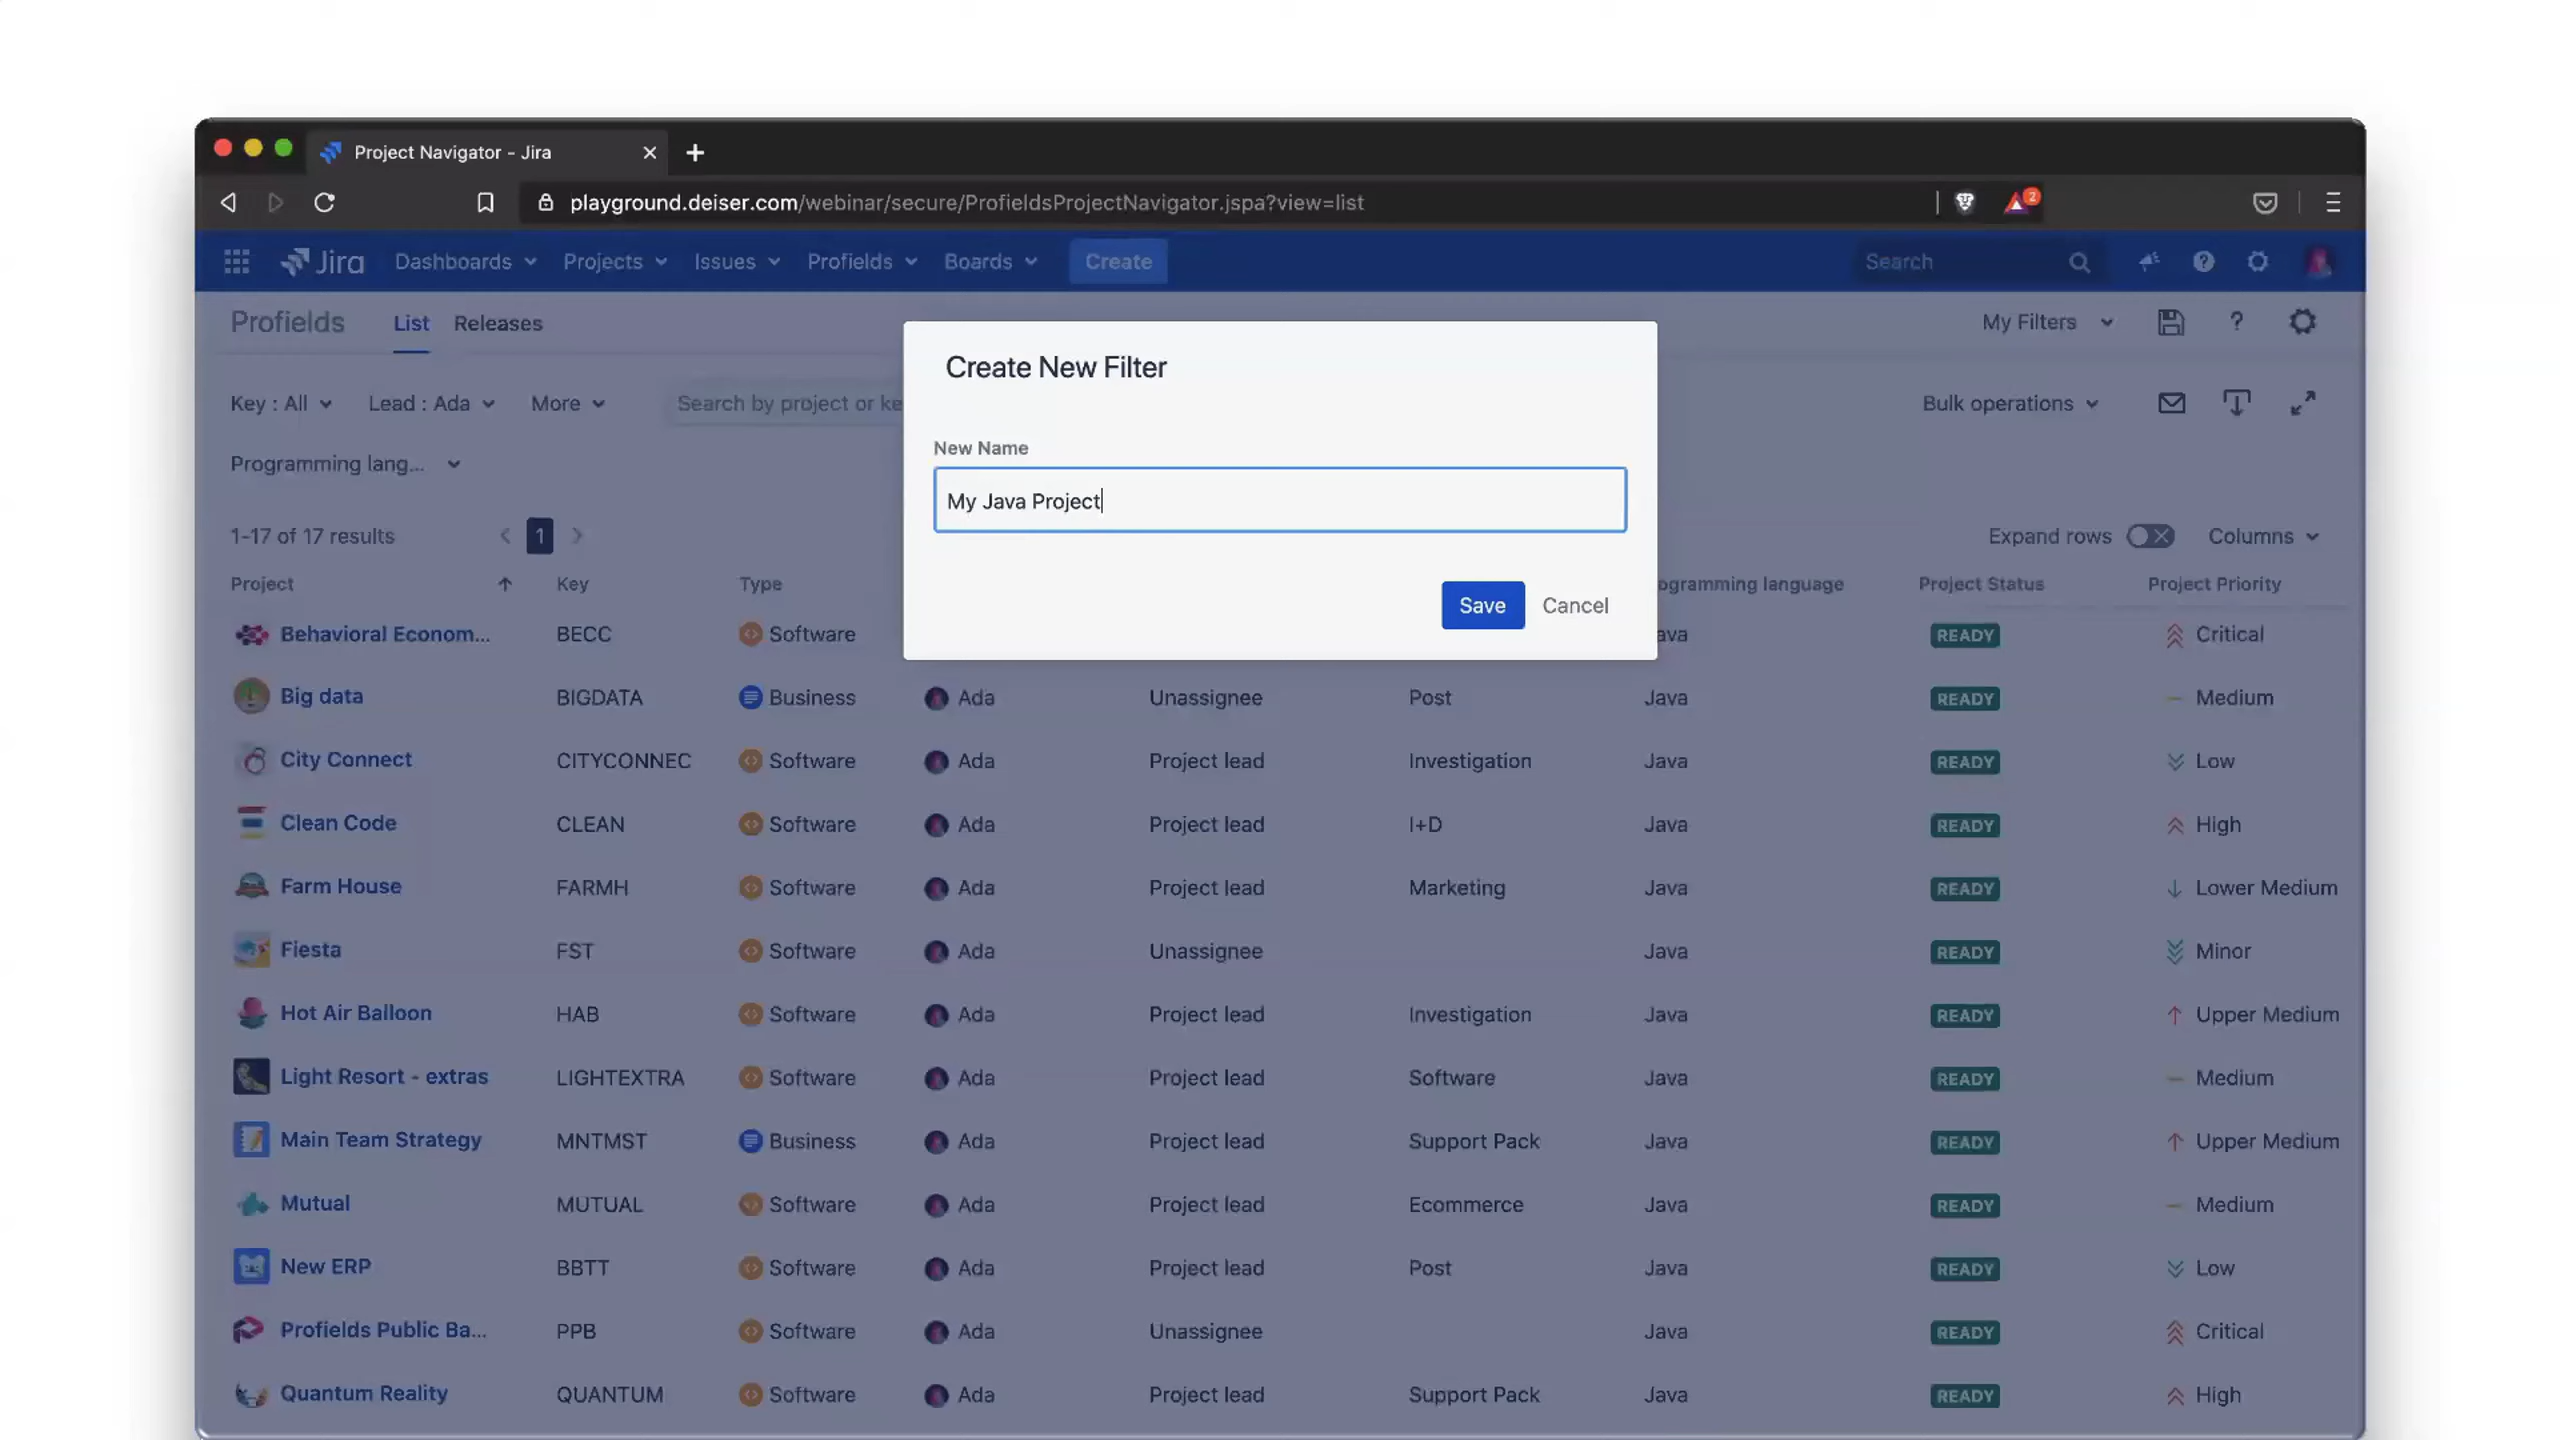 Project Navigator - Jira
playground.deiser.com/webinar/secure/ProfieldsProjectNavigator.jspa?view=list
2
Jira Dashboards Projects Issues Profields Boards Create Search
Profields List Releases My Filters
Create New Filter
Key : All Lead : Ada More Search by project or ke Bulk operations
New Name
Programming lang...
My Java Project
1-17 of 17 results 1 Expand rows Columns
Project Key Type ogramming language Project Status Project Priority
Save Cancel
Behavioral Econom... BECC Software ava READY Critical
Big data BIGDATA Business Ada Unassignee Post Java READY Medium
City Connect CITYCONNEC Software Ada Project lead Investigation Java READY Low
Clean Code CLEAN Software Ada Project lead I+D Java READY High
Farm House FARMH Software Ada Project lead Marketing Java READY Lower Medium
Fiesta FST Software Ada Unassignee Java READY Minor
Hot Air Balloon HAB Software Ada Project lead Investigation Java READY Upper Medium
Light Resort - extras LIGHTEXTRA Software Ada Project lead Software Java READY Medium
Main Team Strategy MNTMST Business Ada Project lead Support Pack Java READY Upper Medium
Mutual MUTUAL Software Ada Project lead Ecommerce Java READY Medium
New ERP BBTT Software Ada Project lead Post Java READY Low
Profields Public Ba... PPB Software Ada Unassignee Java READY Critical
Quantum Reality QUANTUM Software Ada Project lead Support Pack Java READY High